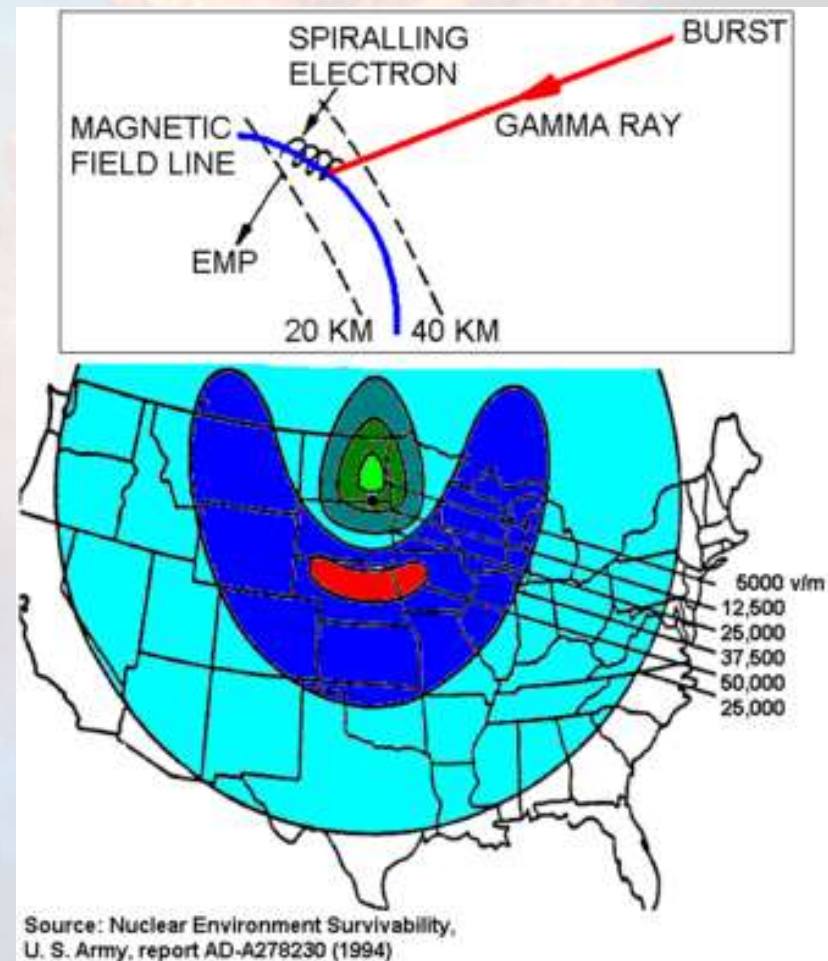 SPIRALLING
ELECTRON
BURST
GAMMA RAY
MAGNETIC
FIELD LINE
EMP
20 KM
40 KM
5000 v/m
12,500
25,000
37,500
50,000
25,000
Source: Nuclear Environment Survivability,
U. S. Army, report AD-A278230 (1994)